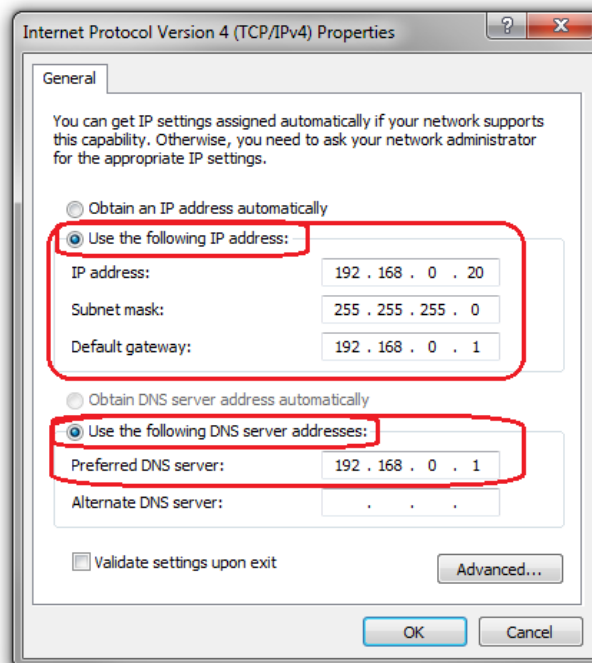 Internet Protocol Version 4 (TCP/IPv4) Properties
General
You can get IP settings assigned automatically if your network supports
this capability. Otherwise, you need to ask your network administrator
for the appropriate IP settings.
Obtain an IP address automatically
Use the following IP address:
IP address: 192 . 168 . 0 . 20
Subnet mask: 255 . 255 . 255 . 0
Default gateway: 192 . 168 . 0 . 1
Obtain DNS server address automatically
Use the following DNS server addresses:
Preferred DNS server: 192 . 168 . 0 . 1
Alternate DNS server: . . .
Validate settings upon exit
Advanced...
OK Cancel